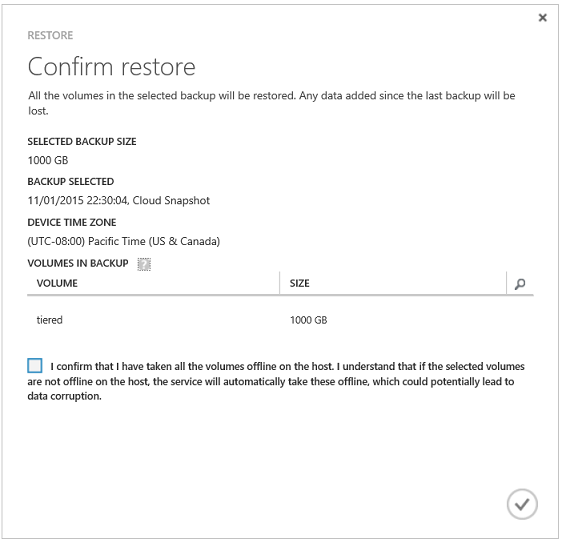 RESTORE
Confirm restore
All the volumes in the selected backup will be restored. Any data added since the last backup will be
lost.
SELECTED BACKUP SIZE
1000 GB
BACKUP SELECTED
11/01/2015 22:30:04, Cloud Snapshot
DEVICE TIME ZONE
(UTC-08:00) Pacific Time (US & Canada)
VOLUMES IN BACKUP
VOLUME SIZE
tiered 1000 GB
I confirm that I have taken all the volumes offline on the host. I understand that if the selected volumes
are not offline on the host, the service will automatically take these offline, which could potentially lead to
data corruption.